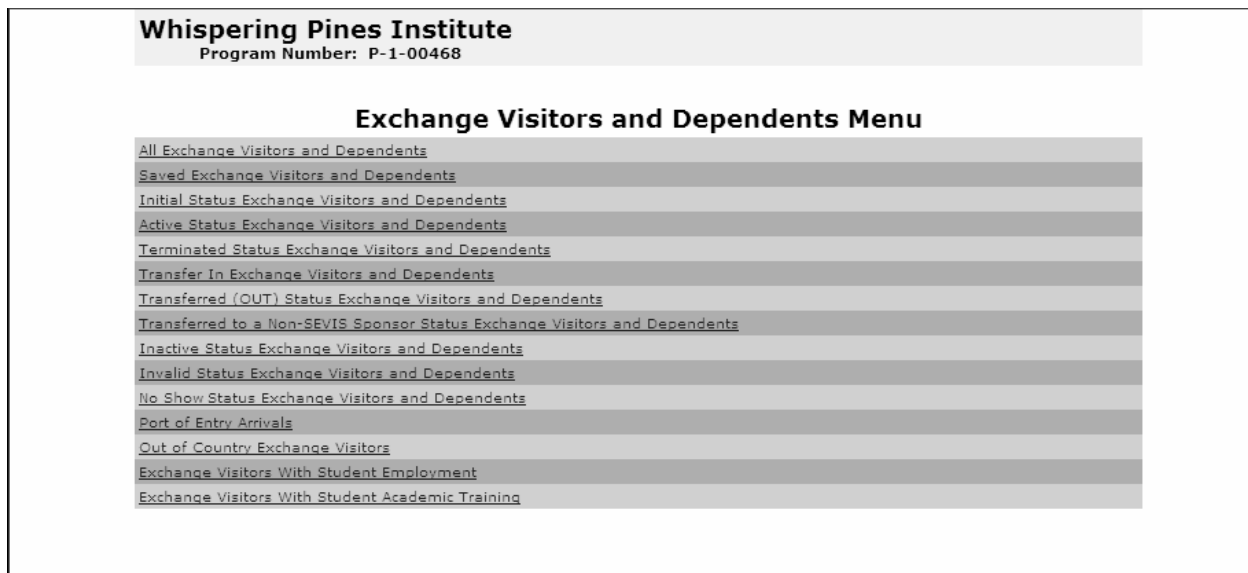 Whispering Pines Institute
Program Number: P-1-00468
Exchange Visitors and Dependents Menu
All Exchange Visitors and Dependents
Saved Exchange Visitors and Dependents
Initial Status Exchange Visitors and Dependents
Active Status Exchange Visitors and Dependents
Terminated Status Exchange Visitors and Dependents
Transfer In Exchange Visitors and Dependents
Transferred (OUT) Status Exchange Visitors and Dependents
Transferred to a Non-SEVIS Sponsor Status Exchange Visitors and Dependents
Inactive Status Exchange Visitors and Dependents
Invalid Status Exchange Visitors and Dependents
No Show Status Exchange Visitors and Dependents
Port of Entry Arrivals
Out of Country Exchange Visitors
Exchange Visitors With Student Employment
Exchange Visitors With Student Academic Training